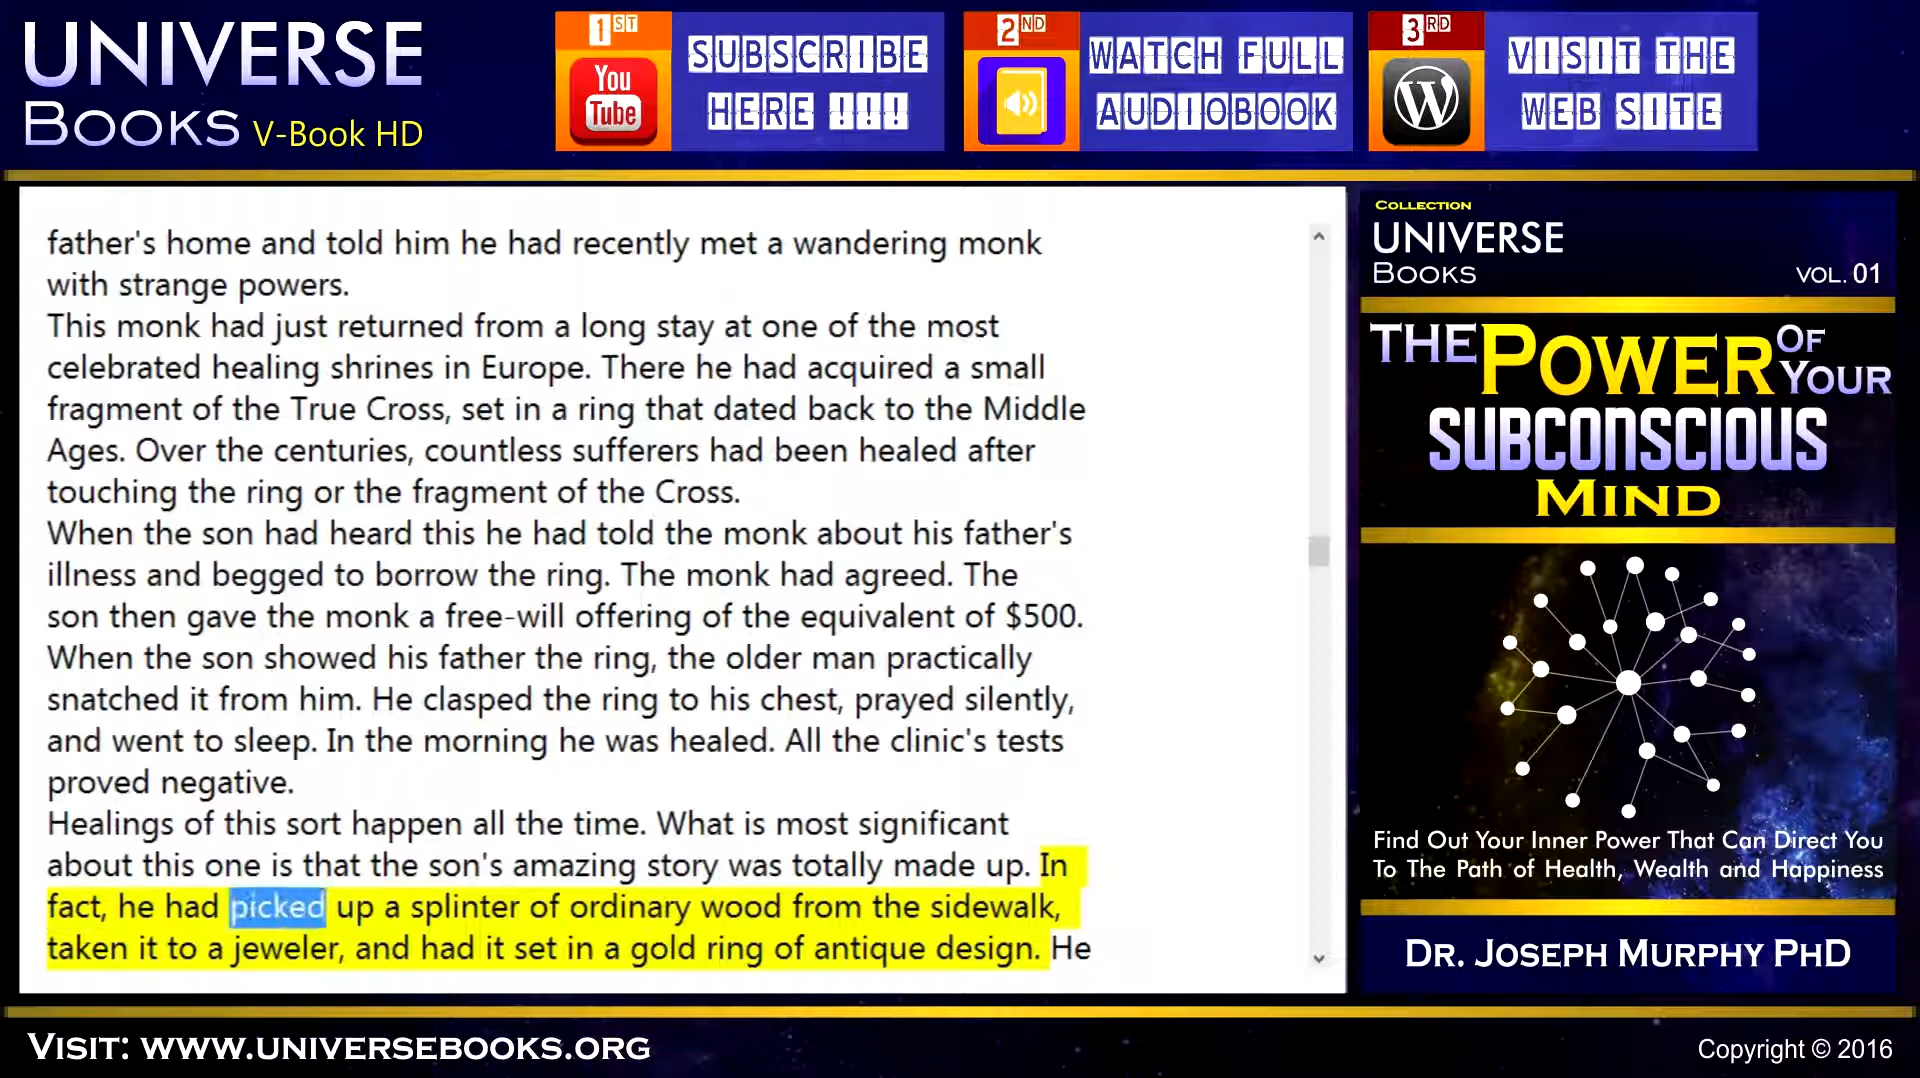 UNIVERSE
BOOKS V-Book HD
1ST
You
Tube
SUBSCRIBE
HERE !!!
2ND
WATCH FULL
AUDIOBOOK
3RD
VISIT THE
WEB SITE
father's home and told him he had recently met a wandering monk
with strange powers.
This monk had just returned from a long stay at one of the most
celebrated healing shrines in Europe. There he had acquired a small
fragment of the True Cross, set in a ring that dated back to the Middle
Ages. Over the centuries, countless sufferers had been healed after
touching the ring or the fragment of the Cross.
When the son had heard this he had told the monk about his father's
illness and begged to borrow the ring. The monk had agreed. The
son then gave the monk a free-will offering of the equivalent of $500.
When the son showed his father the ring, the older man practically
snatched it from him. He clasped the ring to his chest, prayed silently,
and went to sleep. In the morning he was healed. All the clinic's tests
proved negative.
Healings of this sort happen all the time. What is most significant
about this one is that the son's amazing story was totally made up. In
fact, he had picked up a splinter of ordinary wood from the sidewalk,
taken it to a jeweler, and had it set in a gold ring of antique design. He
COLLECTION
UNIVERSE
BOOKS VOL. 01
THE POWER OF YOUR
SUBCONSCIOUS
MIND
Find Out Your Inner Power That Can Direct You
To The Path of Health, Wealth and Happiness
DR. JOSEPH MURPHY PHD
VISIT: WWW.UNIVERSEBOOKS.ORG
Copyright © 2016